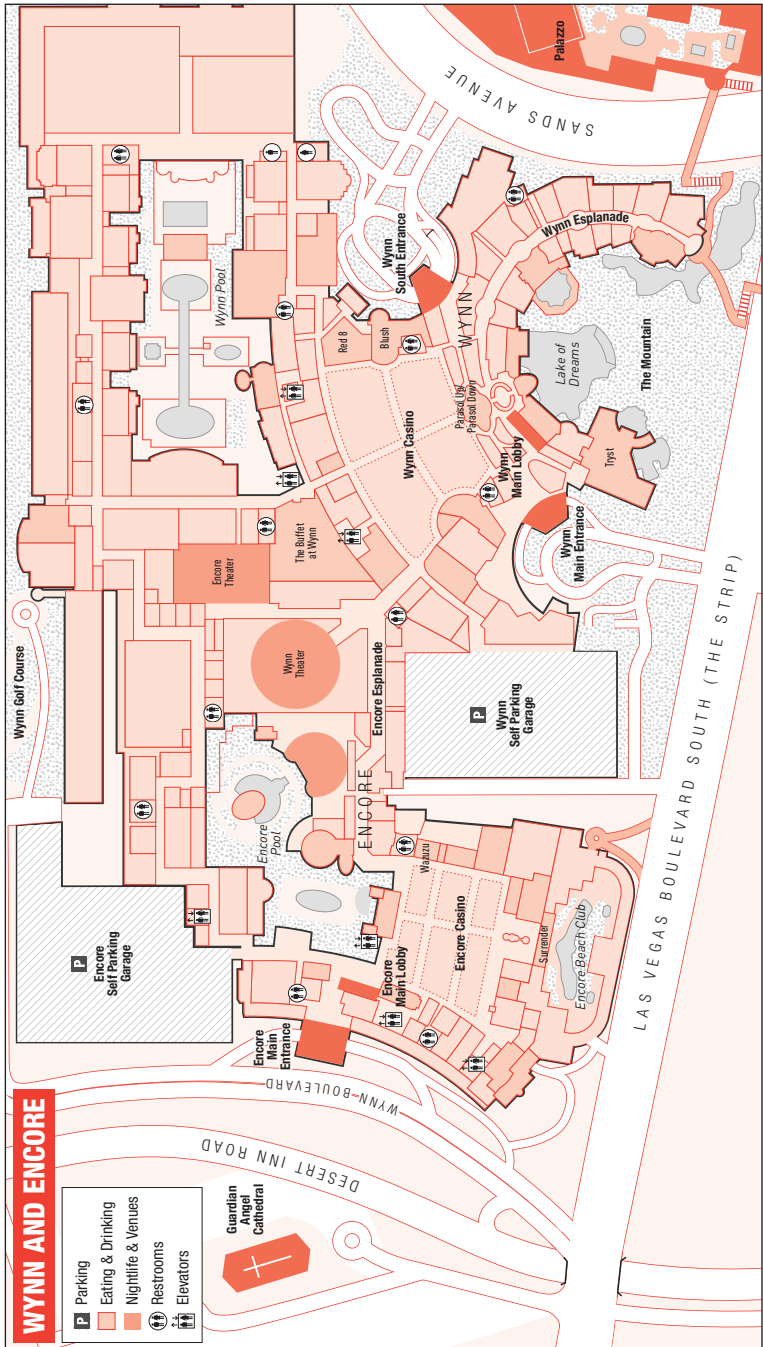 WYNN AND ENCORE
P Parking
Eating & Drinking
Nightlife & Venues
Restrooms
Elevators
Guardian
Angel
Cathedral
DESERT INN ROAD
WYNN BOULEVARD
P
Encore
Self Parking
Garage
Encore
Main
Entrance
Encore
Main Lobby
Encore Casino
Surrender
Encore Beach Club
Wazuzu
ENCORE
Encore
Pool
Encore Esplanade
P
Wynn
Self Parking
Garage
Wynn Golf Course
Wynn
Theater
Encore
Theater
The Buffet
at Wynn
Wynn Pool
Wynn Casino
Red 8
Blush
Parasol Up/
Parasol Down
WYNN
Wynn
Main Lobby
Wynn
Main Entrance
Wynn
South Entrance
Wynn Esplanade
Lake of
Dreams
The Mountain
Tryst
LAS VEGAS BOULEVARD SOUTH (THE STRIP)
SANDS AVENUE
Palazzo